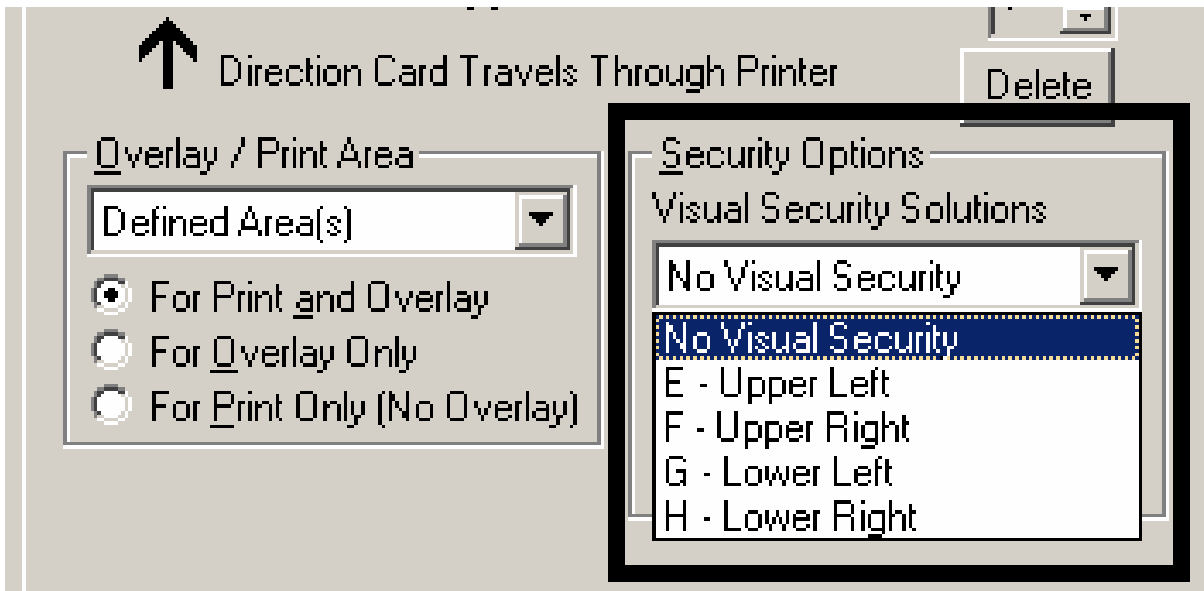 Direction Card Travels Through Printer
Delete
Overlay / Print Area
Defined Area(s)
For Print and Overlay
For Overlay Only
For Print Only (No Overlay)
Security Options
Visual Security Solutions
No Visual Security
No Visual Security
E - Upper Left
F - Upper Right
G - Lower Left
H - Lower Right